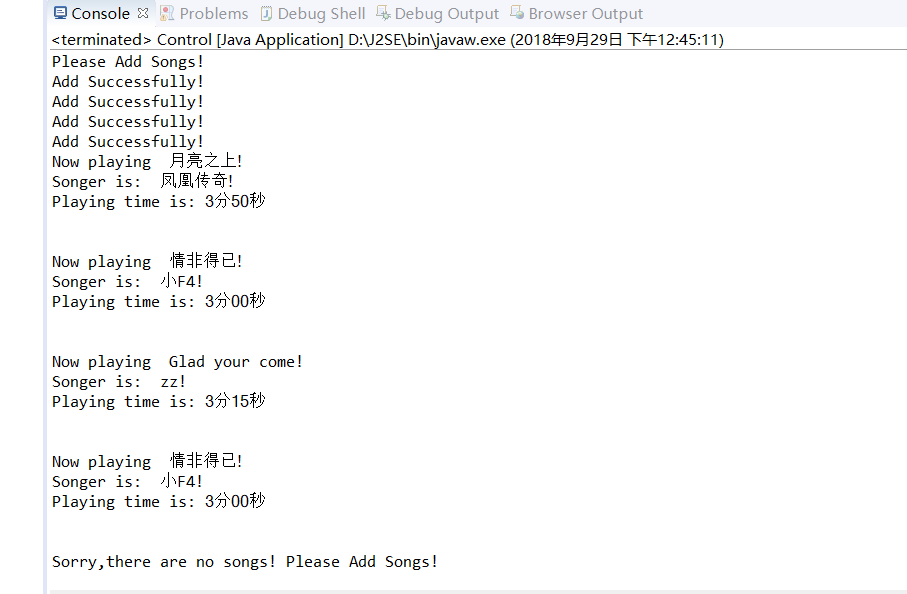 Console Problems Debug Shell Debug Output Browser Output
<terminated> Control [Java Application] D:\J2SE\bin\javaw.exe (2018年9月29日 下午12:45:11)
Please Add Songs!
Add Successfully!
Add Successfully!
Add Successfully!
Add Successfully!
Now playing  月亮之上!
Songer is:  凤凰传奇!
Playing time is: 3分50秒
Now playing  情非得已!
Songer is:  小F4!
Playing time is: 3分00秒
Now playing  Glad your come!
Songer is:  zz!
Playing time is: 3分15秒
Now playing  情非得已!
Songer is:  小F4!
Playing time is: 3分00秒
Sorry,there are no songs! Please Add Songs!